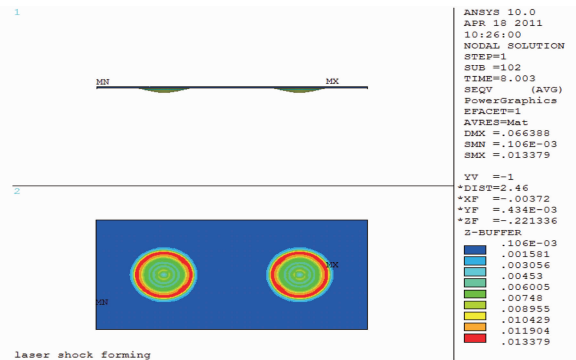 1
MN
MX
2
MN
MX
laser shock forming
ANSYS 10.0
APR 18 2011
10:26:00
NODAL SOLUTION
STEP=1
SUB =102
TIME=8.003
SEQV (AVG)
PowerGraphics
EFACET=1
AVRES=Mat
DMX =.066388
SMN =.106E-03
SMX =.013379
YV =-1
*DIST=2.46
*XF =-.00372
*YF =.434E-03
*ZF =-.221336
Z-BUFFER
.106E-03
.001581
.003056
.00453
.006005
.00748
.008955
.010429
.011904
.013379